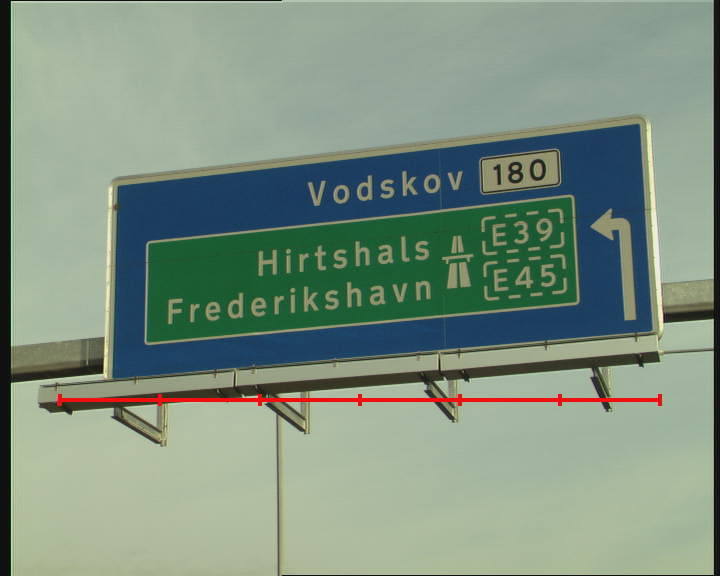 Vodskov 180
Hirtshals E39
Frederikshavn E45